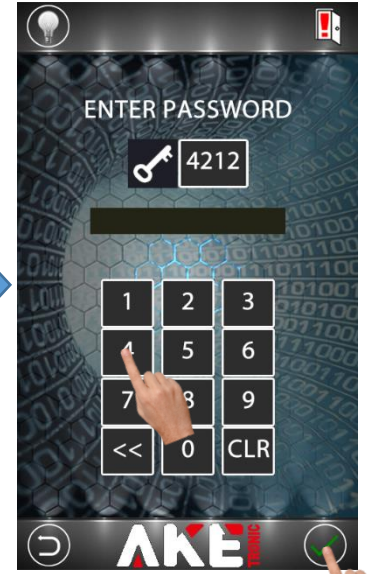 ENTER PASSWORD
4212
1 2 3
4 5 6
7 8 9
<< 0 CLR
AKE TRONIC